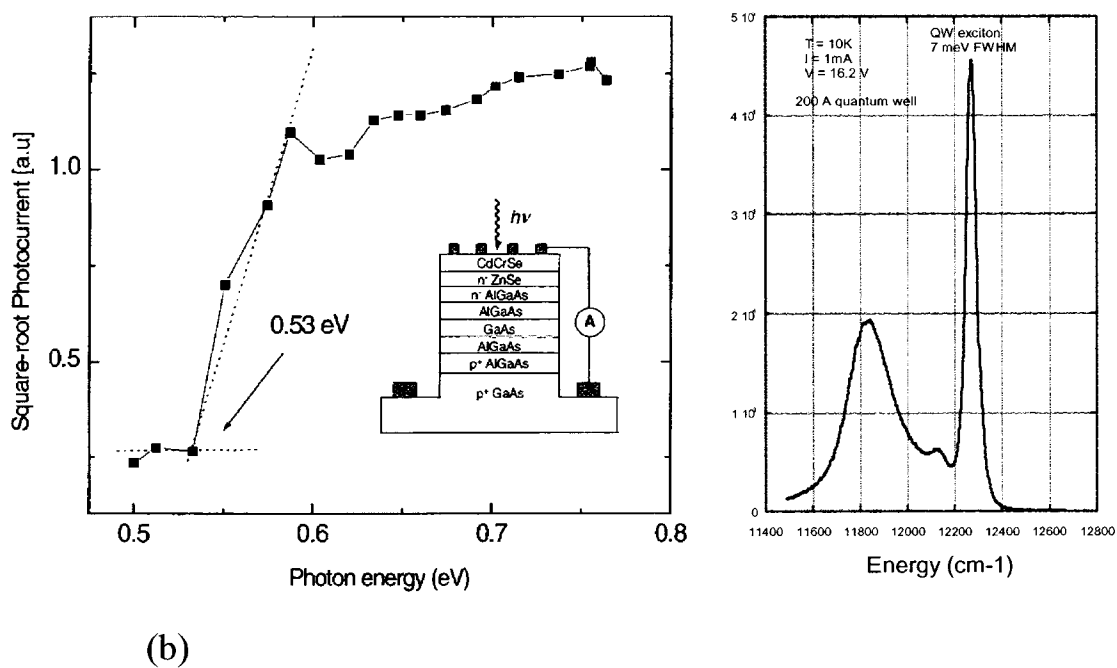 Square-root Photocurrent [a.u]
1.0
0.5
0.53 eV
hν
CdCrSe
n⁻ ZnSe
n⁻ AlGaAs
AlGaAs
GaAs
AlGaAs
p⁺ AlGaAs
p⁺ GaAs
A
0.5
0.6
0.7
0.8
Photon energy (eV)
(b)
T = 10K
I = 1mA
V = 16.2 V
200 A quantum well
QW exciton
7 meV FWHM
0
11400
11600
11800
12000
12200
12400
12600
12800
Energy (cm-1)